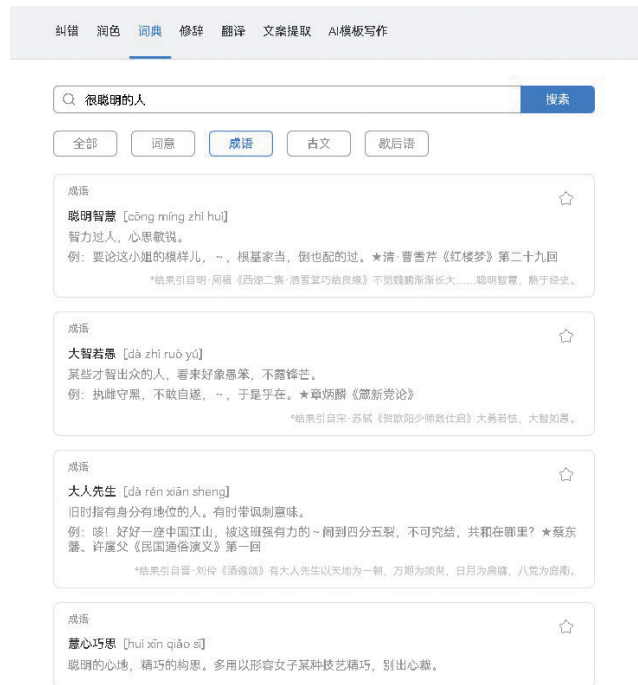 纠错 润色 词典 修辞 翻译 文案提取 AI模板写作
很聪明的人 搜素
全部 词意 成语 古文 歇后语
成语
聪明智慧 [cōng míng zhì huì]
智力过人，心思敏锐。
例：要论这小姐的模样儿，~，根基家当，倒也配的过。★清·曹雪芹《红楼梦》第二十九回
*结果引自明·周楫《西湖二集·洒雪堂巧结良缘》不觉魏鹏渐渐长大……聪明智慧，熟于经史。
成语
大智若愚 [dà zhì ruò yú]
某些才智出众的人，看来好象愚笨，不露锋芒。
例：执雌守黑，不敢自遂，~，于是乎在。★章炳麟《箴新党论》
*结果引自宋·苏轼《贺欧阳少师致仕启》大勇若怯，大智如愚。
成语
大人先生 [dà rén xiān sheng]
旧时指有身分有地位的人。有时带讽刺意味。
例：咳！好好一座中国江山，被这班强有力的~闹到四分五裂，不可究结，共和在哪里？★蔡东
藩、许廑父《民国通俗演义》第一回
*结果引自晋·刘伶《酒德颂》有大人先生以天地为一朝，万期为须臾，日月为扃牖，八荒为庭衢。
成语
慧心巧思 [huì xīn qiǎo sī]
聪明的心地，精巧的构思。多用以形容女子某种技艺精巧，别出心裁。